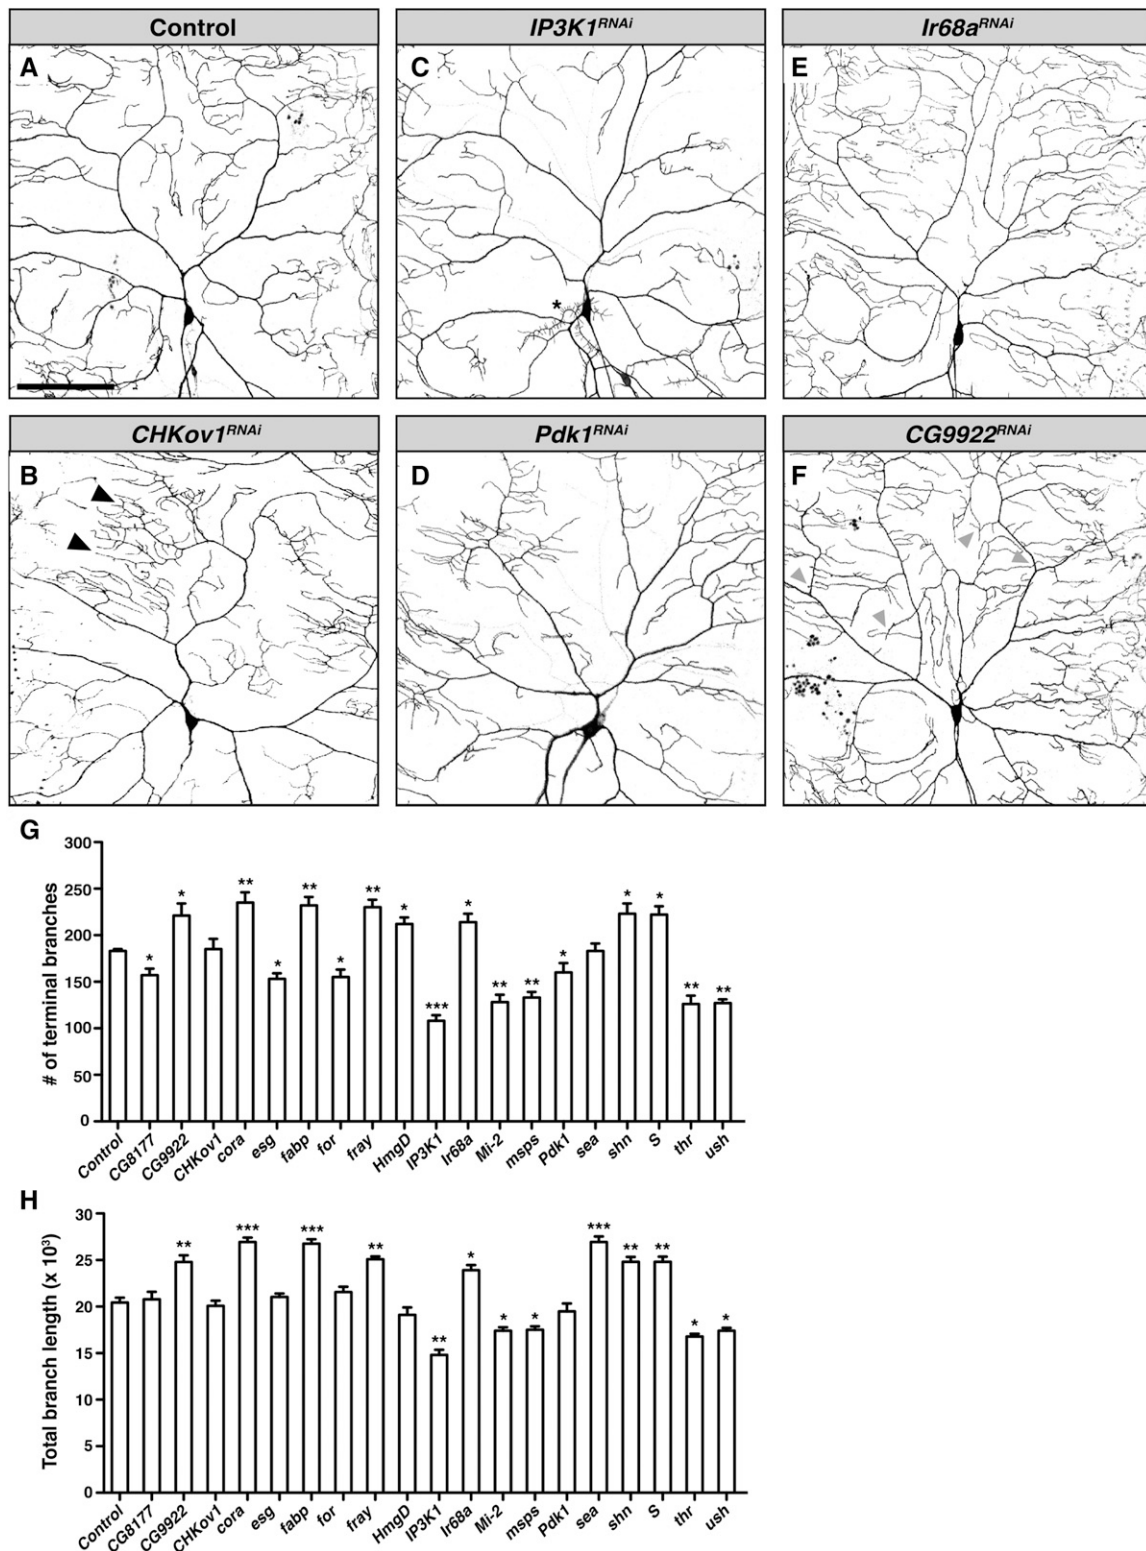 Control
IP3K1RNAi
Ir68aRNAi
A
C
E
*
CHKov1RNAi
Pdk1RNAi
CG9922RNAi
B
D
F
G
# of terminal branches
300
250
200
150
100
50
0
* * ** * ** * ** * *** * ** ** * * * ** **
Control CG8177 CG9922 CHKov1 cora esg fabp for fray HmgD IP3K1 Ir68a Mi-2 msps Pdk1 sea shn S thr ush
H
Total branch length (x 10³)
30
25
20
15
10
5
0
** *** *** ** ** * * * *** ** ** * *
Control CG8177 CG9922 CHKov1 cora esg fabp for fray HmgD IP3K1 Ir68a Mi-2 msps Pdk1 sea shn S thr ush